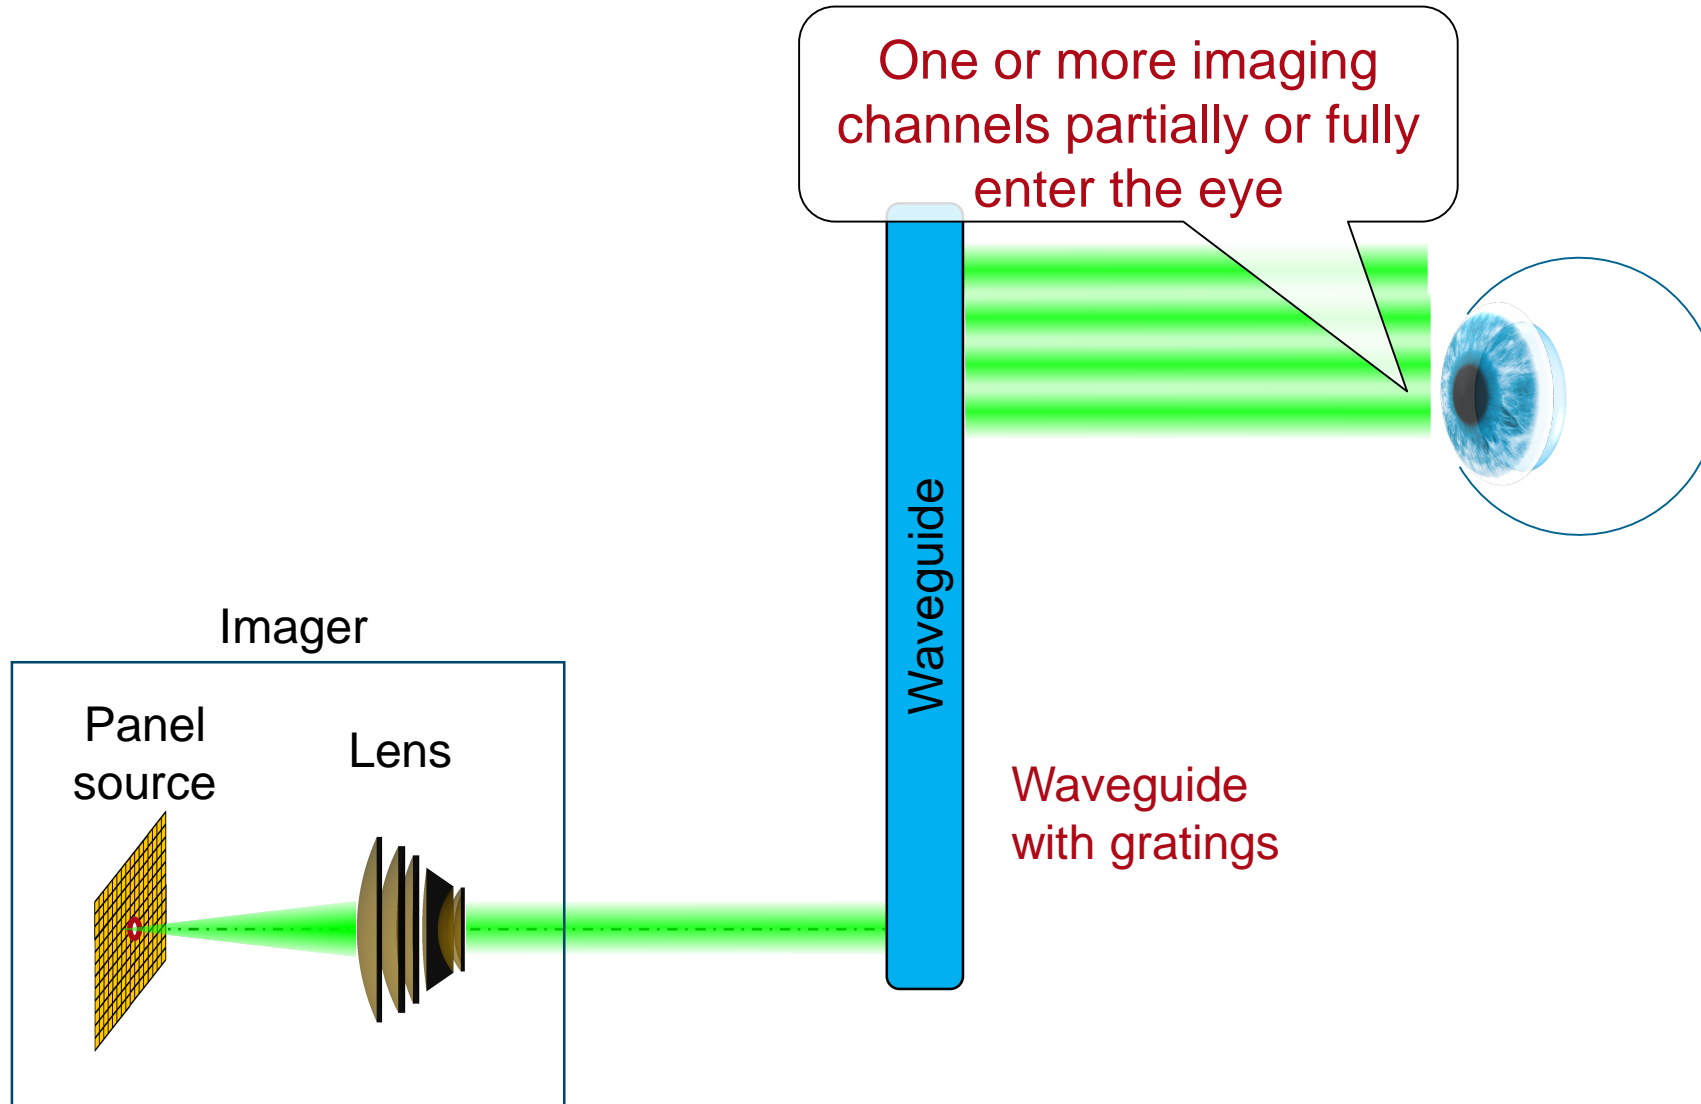 One or more imaging
channels partially or fully
enter the eye
Waveguide
Imager
Panel
source
Lens
Waveguide
with gratings